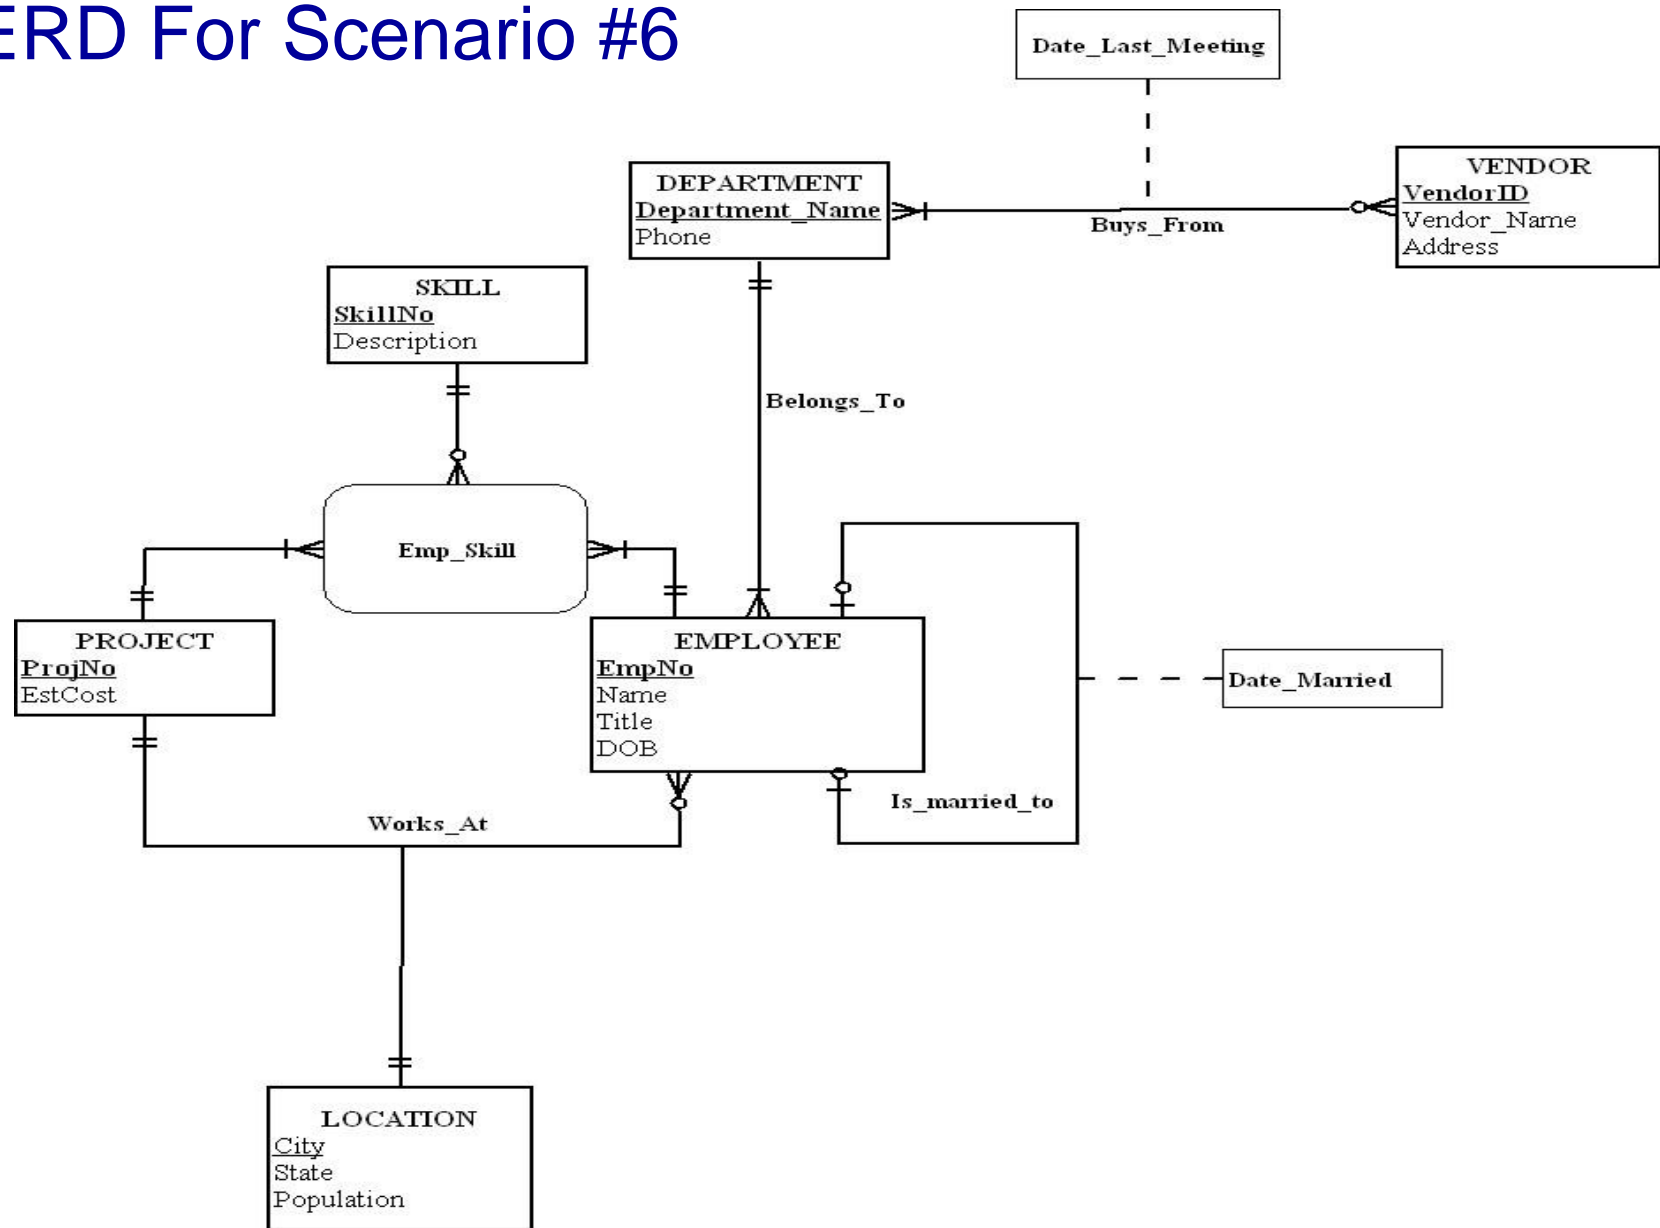 ERD For Scenario #6
Date_Last_Meeting
DEPARTMENT
Department_Name
Phone
Buys_From
VENDOR
VendorID
Vendor_Name
Address
SKILL
SkillNo
Description
Belongs_To
Emp_Skill
PROJECT
ProjNo
EstCost
EMPLOYEE
EmpNo
Name
Title
DOB
Date_Married
Is_married_to
Works_At
LOCATION
City
State
Population